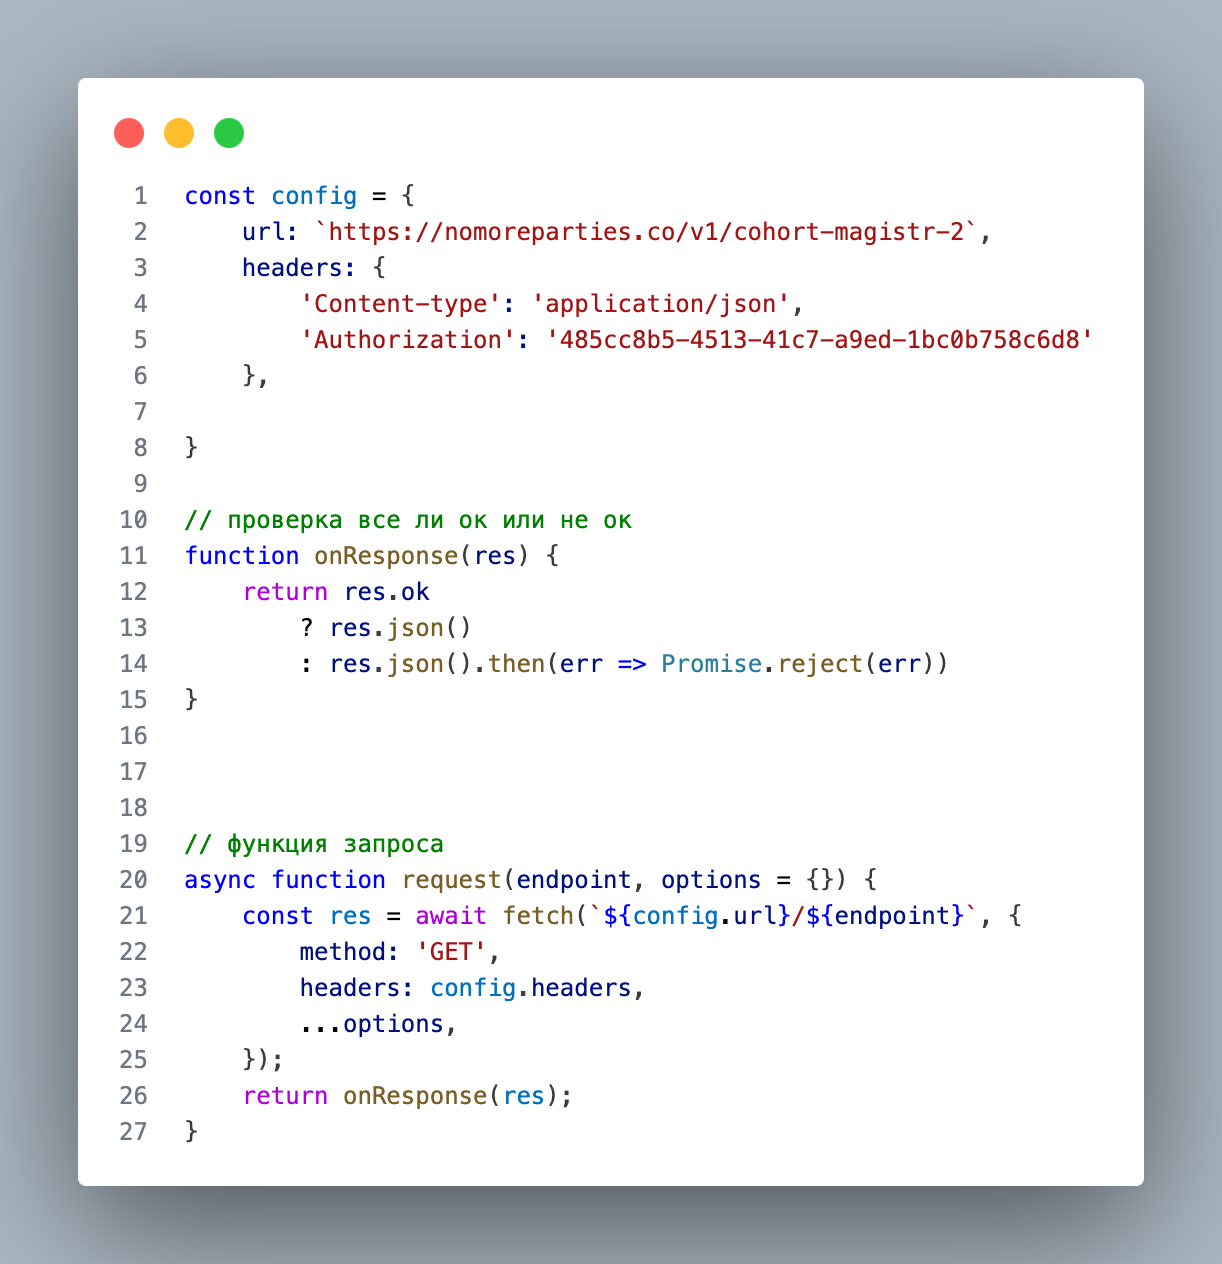 1 const config = {
2 url: `https://nomoreparties.co/v1/cohort-magistr-2`,
3 headers: {
4 'Content-type': 'application/json',
5 'Authorization': '485cc8b5-4513-41c7-a9ed-1bc0b758c6d8'
6 },
7
8 }
9
10 // проверка все ли ок или не ок
11 function onResponse(res) {
12 return res.ok
13 ? res.json()
14 : res.json().then(err => Promise.reject(err))
15 }
16
17
18
19 // функция запроса
20 async function request(endpoint, options = {}) {
21 const res = await fetch(`${config.url}/${endpoint}`, {
22 method: 'GET',
23 headers: config.headers,
24 ...options,
25 });
26 return onResponse(res);
27 }